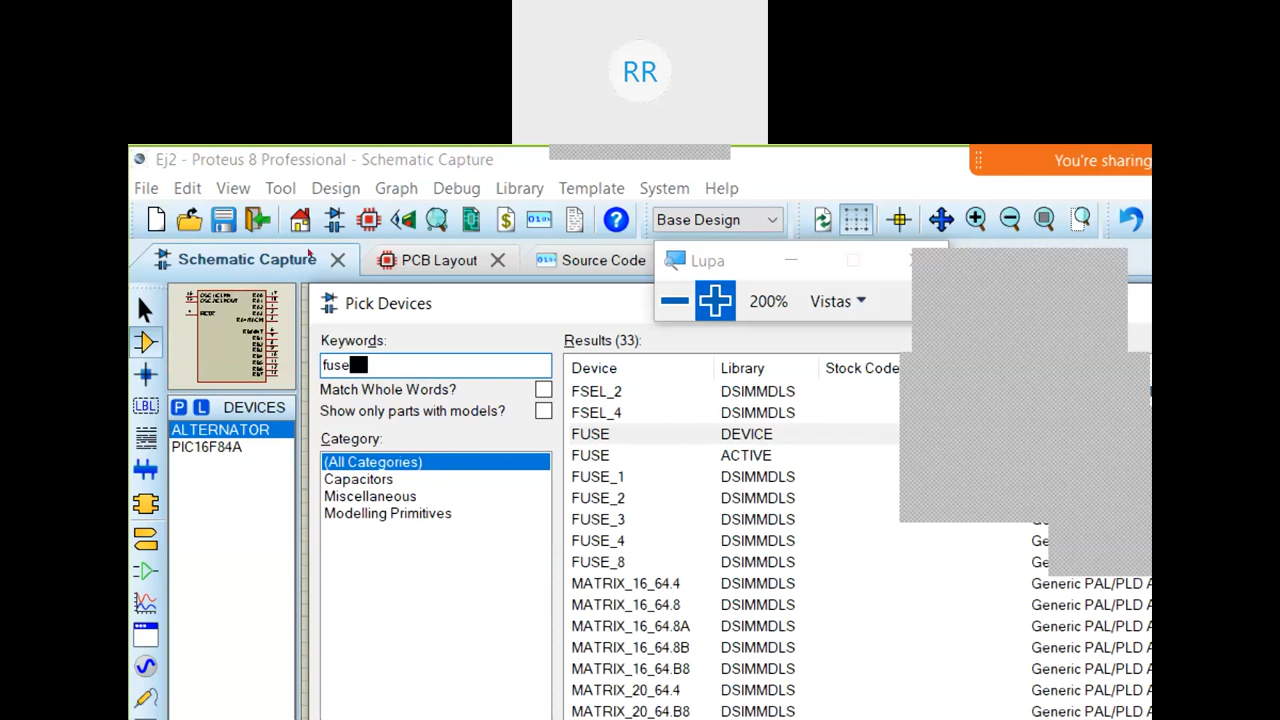 RR
Ej2 - Proteus 8 Professional - Schematic Capture
You're sharing
File Edit View Tool Design Graph Debug Library Template System Help
Base Design
Schematic Capture PCB Layout Source Code
Lupa
200% Vistas
Pick Devices
Keywords:
fuse
Match Whole Words?
Show only parts with models?
Category:
(All Categories)
Capacitors
Miscellaneous
Modelling Primitives
P L DEVICES
ALTERNATOR
PIC16F84A
LBL
Results (33):
Device Library Stock Code
FSEL_2 DSIMMDLS
FSEL_4 DSIMMDLS
FUSE DEVICE
FUSE ACTIVE
FUSE_1 DSIMMDLS
FUSE_2 DSIMMDLS
FUSE_3 DSIMMDLS
FUSE_4 DSIMMDLS
FUSE_8 DSIMMDLS
MATRIX_16_64.4 DSIMMDLS Generic PAL/PLD A
MATRIX_16_64.8 DSIMMDLS Generic PAL/PLD A
MATRIX_16_64.8A DSIMMDLS Generic PAL/PLD A
MATRIX_16_64.8B DSIMMDLS Generic PAL/PLD A
MATRIX_16_64.B8 DSIMMDLS Generic PAL/PLD A
MATRIX_20_64.4 DSIMMDLS Generic PAL/PLD A
MATRIX_20_64.B8 DSIMMDLS Generic PAL/PLD A